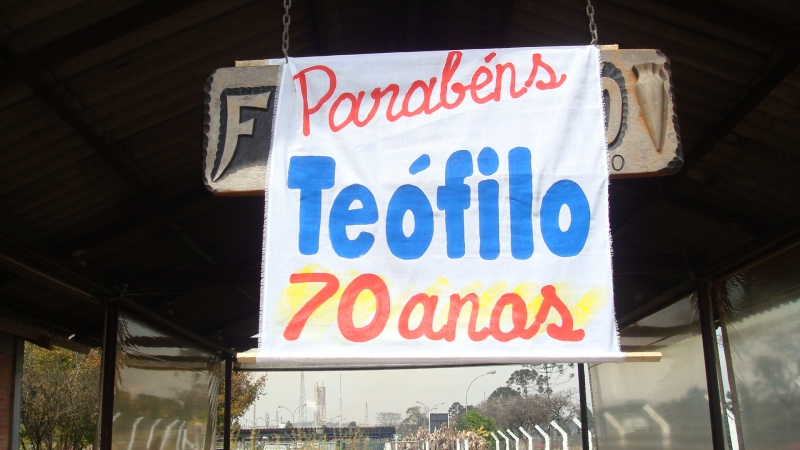 Parabéns
Teófilo
70 anos